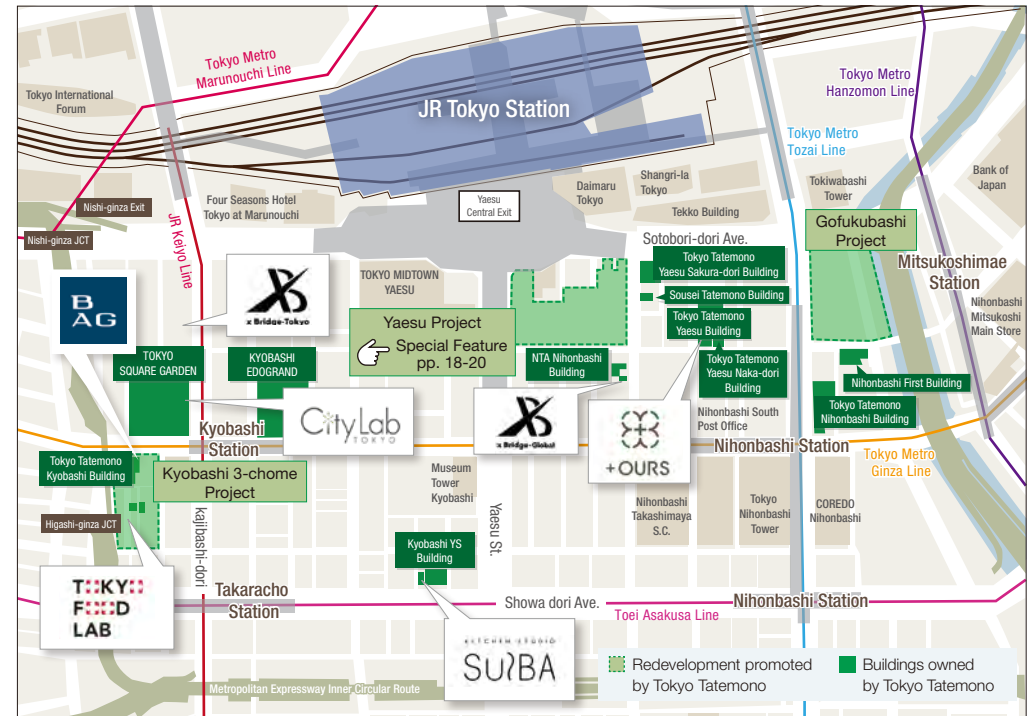 Tokyo Metro
Marunouchi Line
Tokyo International
Forum
JR Tokyo Station
Tokyo Metro
Hanzomon Line
Tokyo Metro
Tozai Line
Bank of
Japan
Nishi-ginza Exit
Nishi-ginza JCT
JR Keiyo Line
Four Seasons Hotel
Tokyo at Marunouchi
Yaesu
Central Exit
Daimaru
Tokyo
Shangri-la
Tokyo
Tekko Building
Tokiwabashi
Tower
Gofukubashi
Project
Mitsukoshimae
Station
Nihonbashi
Mitsukoshi
Main Store
Sotobori-dori Ave.
Tokyo Tatemono
Yaesu Sakura-dori Building
Sousei Tatemono Building
Tokyo Tatemono
Yaesu Building
Tokyo Tatemono
Yaesu Naka-dori
Building
B
AG
x Bridge-Tokyo
TOKYO MIDTOWN
YAESU
Yaesu Project
Special Feature
pp. 18-20
NTA Nihonbashi
Building
x Bridge-Global
+OURS
Nihonbashi South
Post Office
Nihonbashi First Building
Tokyo Tatemono
Nihonbashi Building
TOKYO
SQUARE GARDEN
KYOBASHI
EDOGRAND
CityLab
TOKYO
Kyobashi
Station
Nihonbashi Station
Tokyo Metro
Ginza Line
Tokyo Tatemono
Kyobashi Building
Kyobashi 3-chome
Project
Higashi-ginza JCT
kajibashi-dori
Museum
Tower
Kyobashi
Yaesu St.
Nihonbashi
Takashimaya
S.C.
Tokyo
Nihonbashi
Tower
COREDO
Nihonbashi
Kyobashi YS
Building
TOKYO
FOOD
LAB
Takaracho
Station
Showa dori Ave.
Toei Asakusa Line
Nihonbashi Station
KITCHEN STUDIO
SUIBA
Metropolitan Expressway Inner Circular Route
Redevelopment promoted
by Tokyo Tatemono
Buildings owned
by Tokyo Tatemono